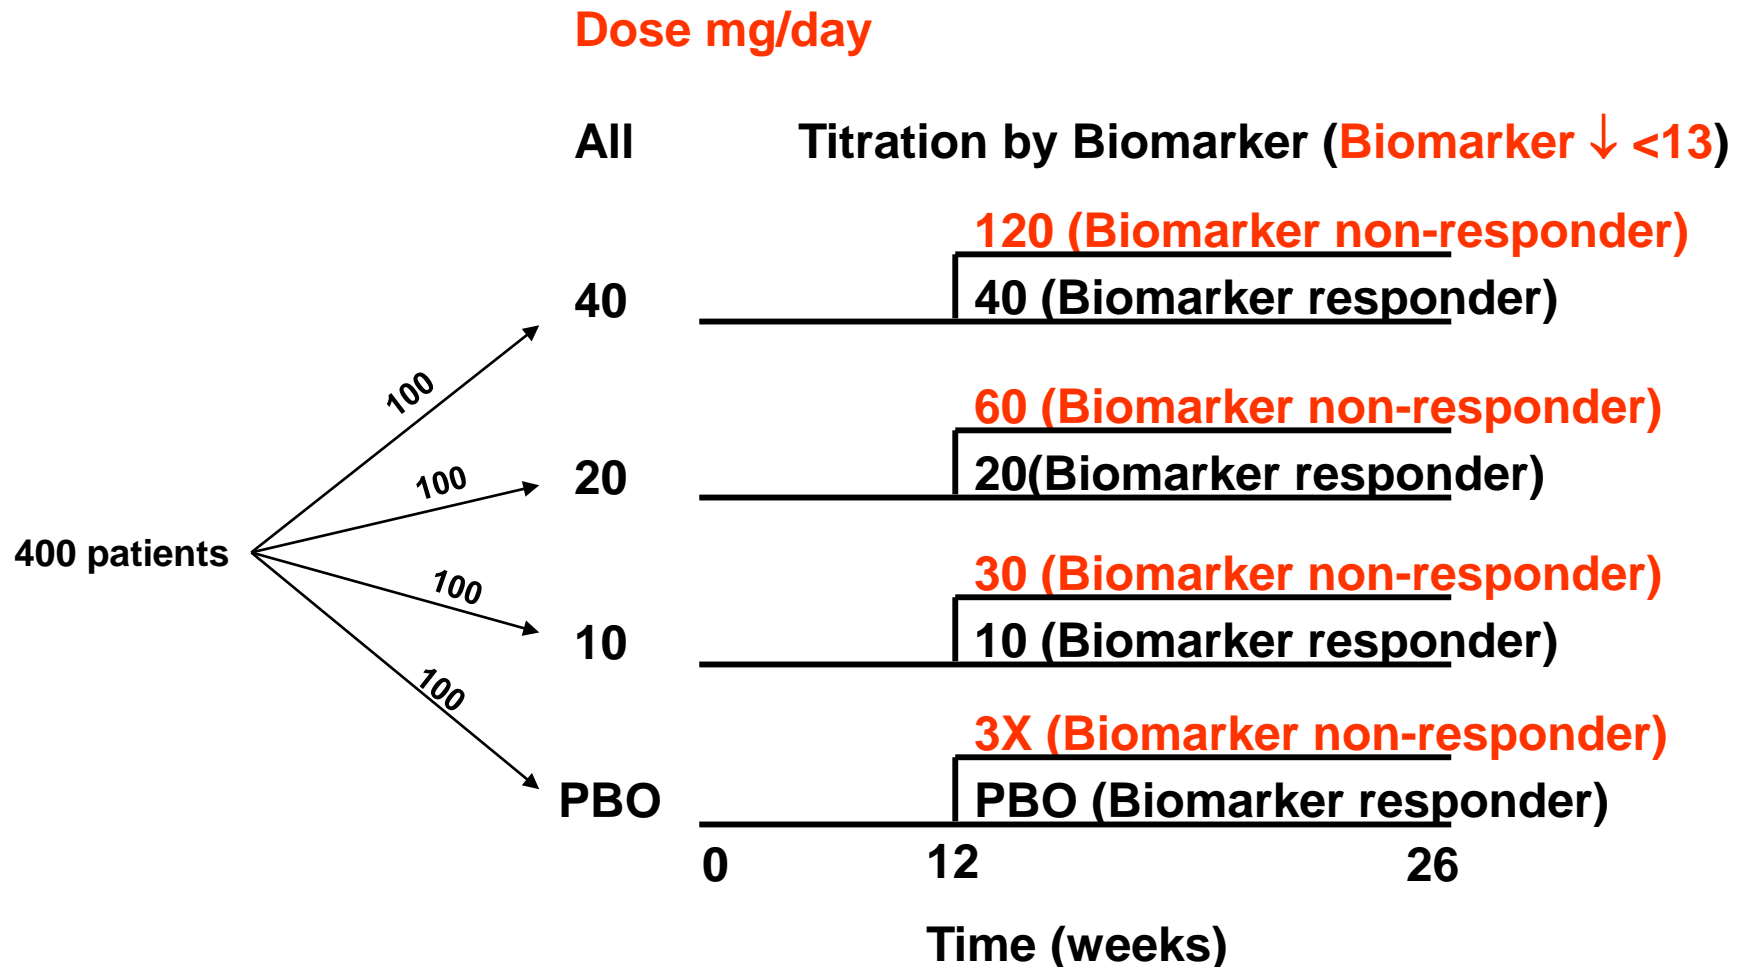 Dose mg/day
All Titration by Biomarker (Biomarker ↓ <13)
120 (Biomarker non-responder)
40 40 (Biomarker responder)
100
60 (Biomarker non-responder)
20 20(Biomarker responder)
100
400 patients
30 (Biomarker non-responder)
100
10 10 (Biomarker responder)
100
3X (Biomarker non-responder)
PBO PBO (Biomarker responder)
0 12 26
Time (weeks)